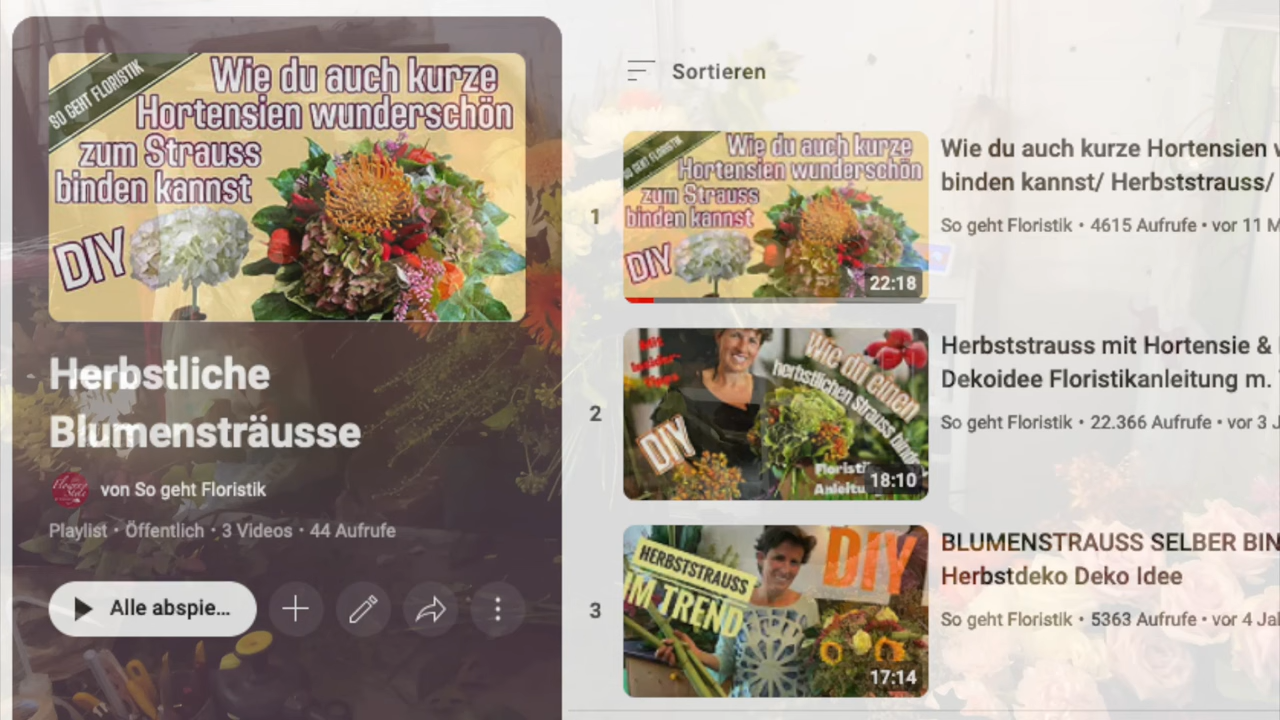 SO GEHT FLORISTIK
Wie du auch kurze
Hortensien wunderschön
zum Strauss
binden kannst
DIY
Herbstliche
Blumensträusse
von So geht Floristik
Playlist • Öffentlich • 3 Videos • 44 Aufrufe
Alle abspie...
Sortieren
1
SO GEHT FLORISTIK
Wie du auch kurze
Hortensien wunderschön
zum Strauss
binden kannst
DIY
22:18
Wie du auch kurze Hortensien
binden kannst/ Herbststrauss/
So geht Floristik • 4615 Aufrufe • vor 11 M
2
Wie du einen
herbstlichen Strauss
DIY
18:10
Herbststrauss mit Hortensie &
Dekoidee Floristikanleitung m.
So geht Floristik • 22.366 Aufrufe • vor 3 J
3
HERBSTSTRAUSS
IM TREND
DIY
17:14
BLUMENSTRAUSS SELBER BIN
Herbstdeko Deko Idee
So geht Floristik • 5363 Aufrufe • vor 4 Jal